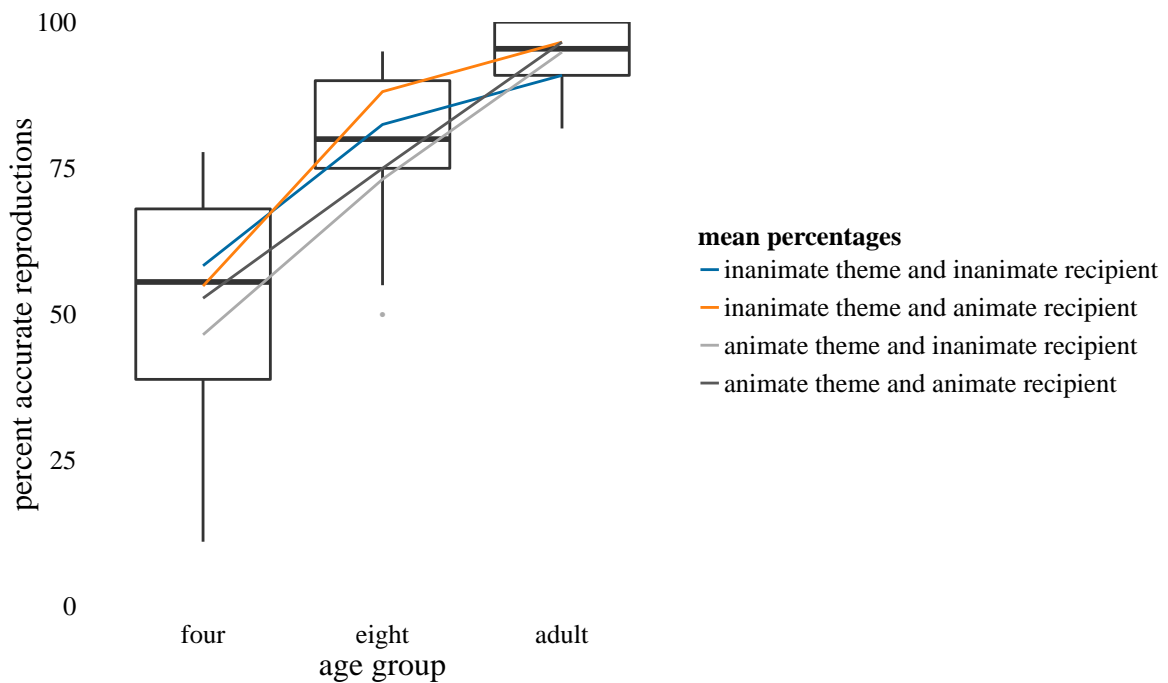 percent accurate reproductions
100
75
50
25
0
four
eight
adult
age group
mean percentages
inanimate theme and inanimate recipient
inanimate theme and animate recipient
animate theme and inanimate recipient
animate theme and animate recipient